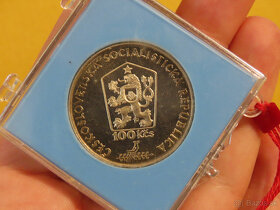 ČESKOSLOVENSKÁ SOCIALISTICKÁ REPUBLIKA
100 Kčs